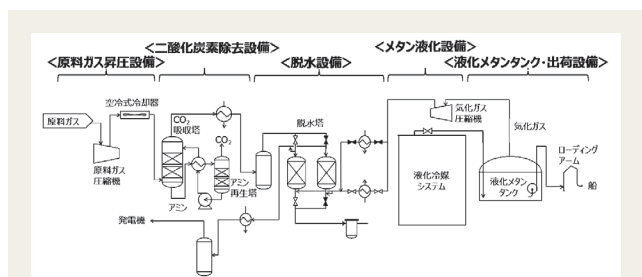 <二酸化炭素除去設備>
<メタン液化設備>
<原料ガス昇圧設備>
<脱水設備>
<液化メタンタンク・出荷設備>
空冷式冷却器
原料ガス
原料ガス
圧縮機
CO2
吸収塔
CO2
アミン
アミン
再生塔
脱水塔
発電機
気化ガス
圧縮機
気化ガス
液化冷媒
システム
液化メタン
タンク
ローディング
アーム
船